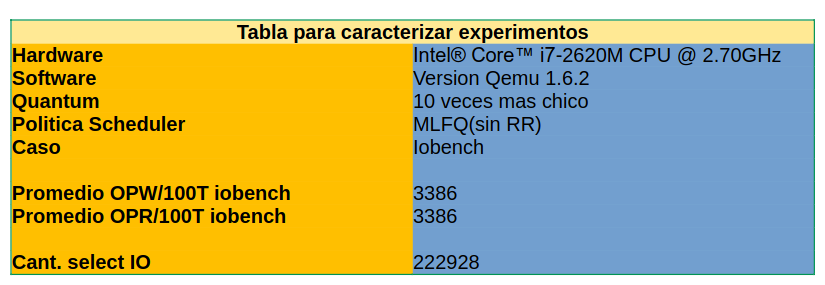 Tabla para caracterizar experimentos
Hardware Intel® Core™ i7-2620M CPU @ 2.70GHz
Software Version Qemu 1.6.2
Quantum 10 veces mas chico
Politica Scheduler MLFQ(sin RR)
Caso Iobench
Promedio OPW/100T iobench 3386
Promedio OPR/100T iobench 3386
Cant. select IO 222928